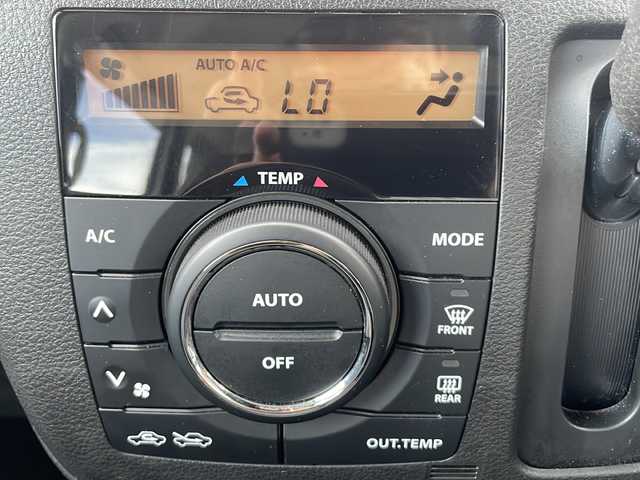 AUTO A/C
LO
TEMP
A/C
MODE
AUTO
OFF
FRONT
REAR
OUT.TEMP